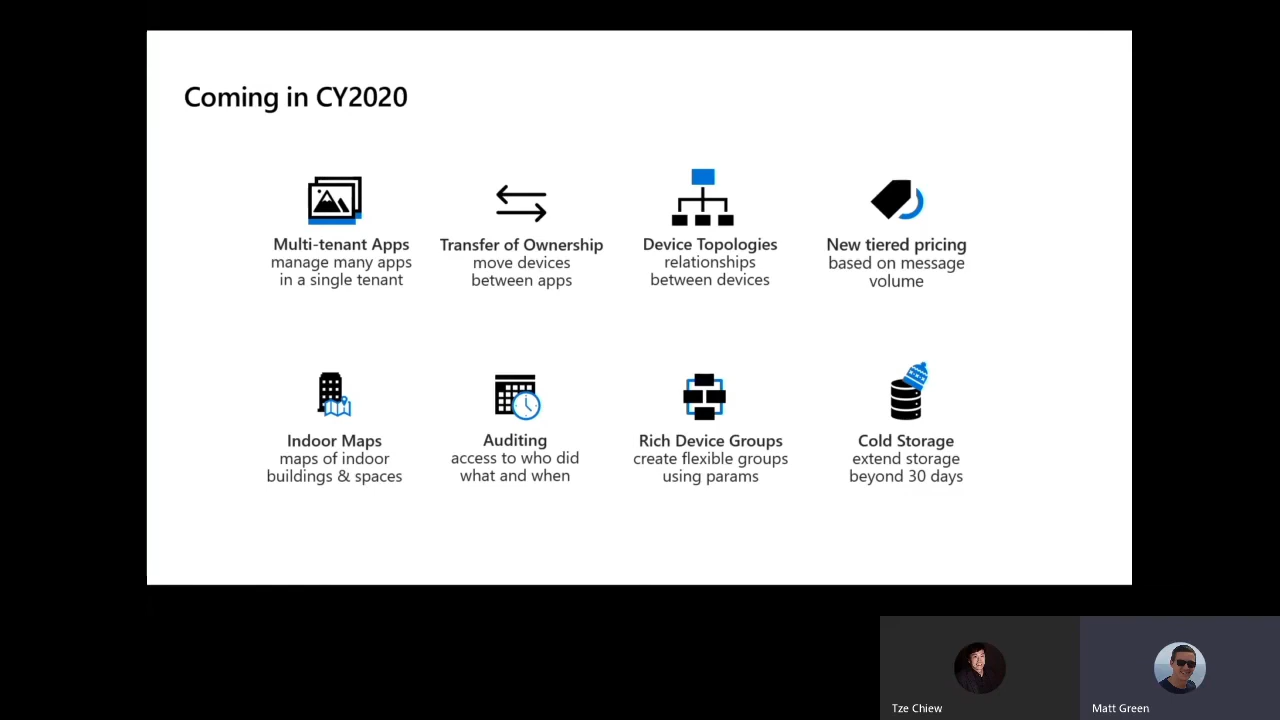 Coming in CY2020
Multi-tenant Apps
manage many apps
in a single tenant
Transfer of Ownership
move devices
between apps
Device Topologies
relationships
between devices
New tiered pricing
based on message
volume
Indoor Maps
maps of indoor
buildings & spaces
Auditing
access to who did
what and when
Rich Device Groups
create flexible groups
using params
Cold Storage
extend storage
beyond 30 days
Tze Chiew
Matt Green